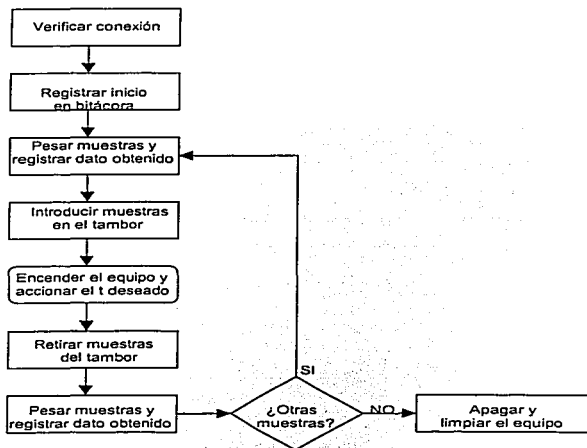 Verificar conexión
Registrar inicio
en bitácora
Pesar muestras y
registrar dato obtenido
Introducir muestras
en el tambor
Encender el equipo y
accionar el t deseado
Retirar muestras
del tambor
Pesar muestras y
registrar dato obtenido
¿Otras
muestras?
SI
NO
Apagar y
limpiar el equipo